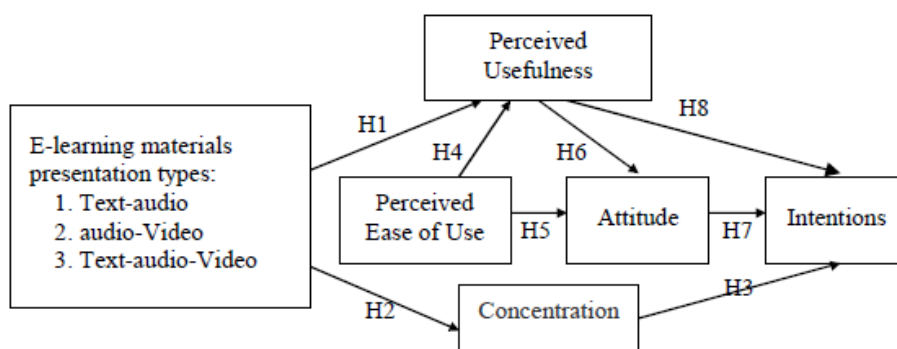 Perceived
Usefulness
H1
H8
E-learning materials
presentation types:
1. Text-audio
2. audio-Video
3. Text-audio-Video
H4
H6
Perceived
Ease of Use
H5
Attitude
H7
Intentions
H2
Concentration
H3